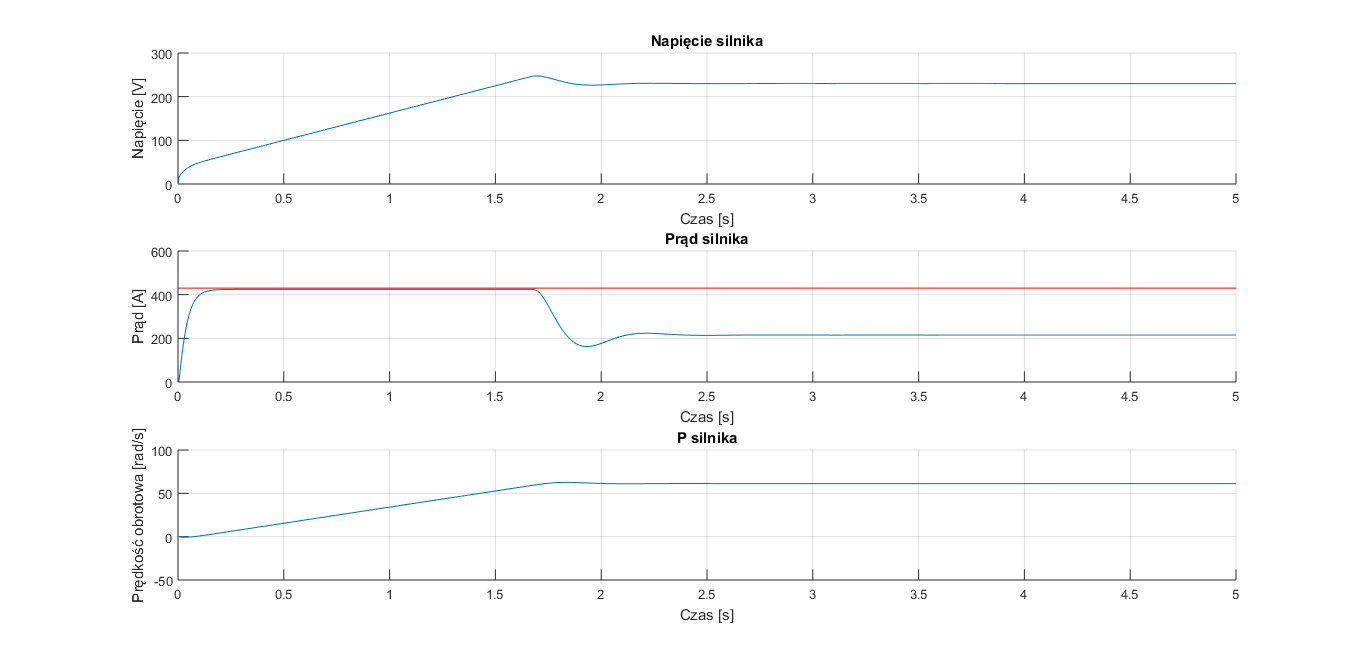 Napięcie silnika
Napięcie [V]
300
200
100
0
0 0.5 1 1.5 2 2.5 3 3.5 4 4.5 5
Czas [s]
Prąd silnika
Prąd [A]
600
400
200
0
0 0.5 1 1.5 2 2.5 3 3.5 4 4.5 5
Czas [s]
P silnika
Prędkość obrotowa [rad/s]
100
50
0
-50
0 0.5 1 1.5 2 2.5 3 3.5 4 4.5 5
Czas [s]